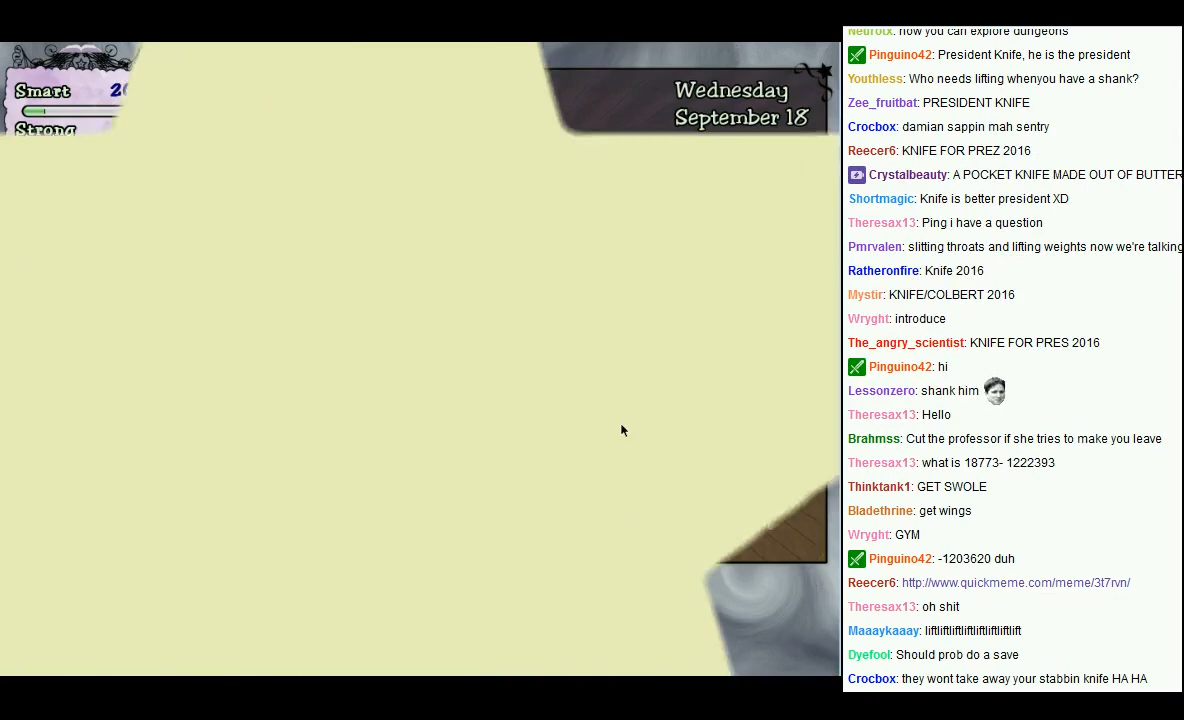 Smart
Strong
Wednesday
September 18
Neurolx: now you can explore dungeons
Pinguino42: President Knife, he is the president
Youthless: Who needs lifting whenyou have a shank?
Zee_fruitbat: PRESIDENT KNIFE
Crocbox: damian sappin mah sentry
Reecer6: KNIFE FOR PREZ 2016
Crystalbeauty: A POCKET KNIFE MADE OUT OF BUTTER
Shortmagic: Knife is better president XD
Theresax13: Ping i have a question
Pmrvalen: slitting throats and lifting weights now we're talking
Ratheronfire: Knife 2016
Mystir: KNIFE/COLBERT 2016
Wryght: introduce
The_angry_scientist: KNIFE FOR PRES 2016
Pinguino42: hi
Lessonzero: shank him
Theresax13: Hello
Brahmss: Cut the professor if she tries to make you leave
Theresax13: what is 18773- 1222393
Thinktank1: GET SWOLE
Bladethrine: get wings
Wryght: GYM
Pinguino42: -1203620 duh
Reecer6: http://www.quickmeme.com/meme/3t7rvn/
Theresax13: oh shit
Maaaykaaay: liftliftliftliftliftliftliftlift
Dyefool: Should prob do a save
Crocbox: they wont take away your stabbin knife HA HA